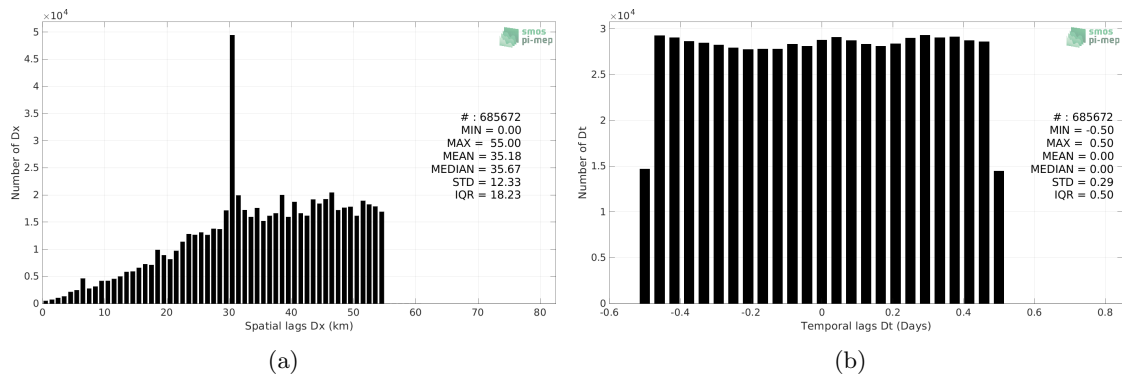 ×10⁴
5
4.5
4
3.5
3
2.5
2
1.5
1
0.5
0
Number of Dx
0 10 20 30 40 50 60 70 80
Spatial lags Dx (km)
smos
pi-mep
# : 685672
MIN = 0.00
MAX = 55.00
MEAN = 35.18
MEDIAN = 35.67
STD = 12.33
IQR = 18.23
(a)
×10⁴
3
2.5
2
1.5
1
0.5
0
Number of Dt
-0.6 -0.4 -0.2 0 0.2 0.4 0.6 0.8
Temporal lags Dt (Days)
smos
pi-mep
# : 685672
MIN = -0.50
MAX = 0.50
MEAN = 0.00
MEDIAN = 0.00
STD = 0.29
IQR = 0.50
(b)